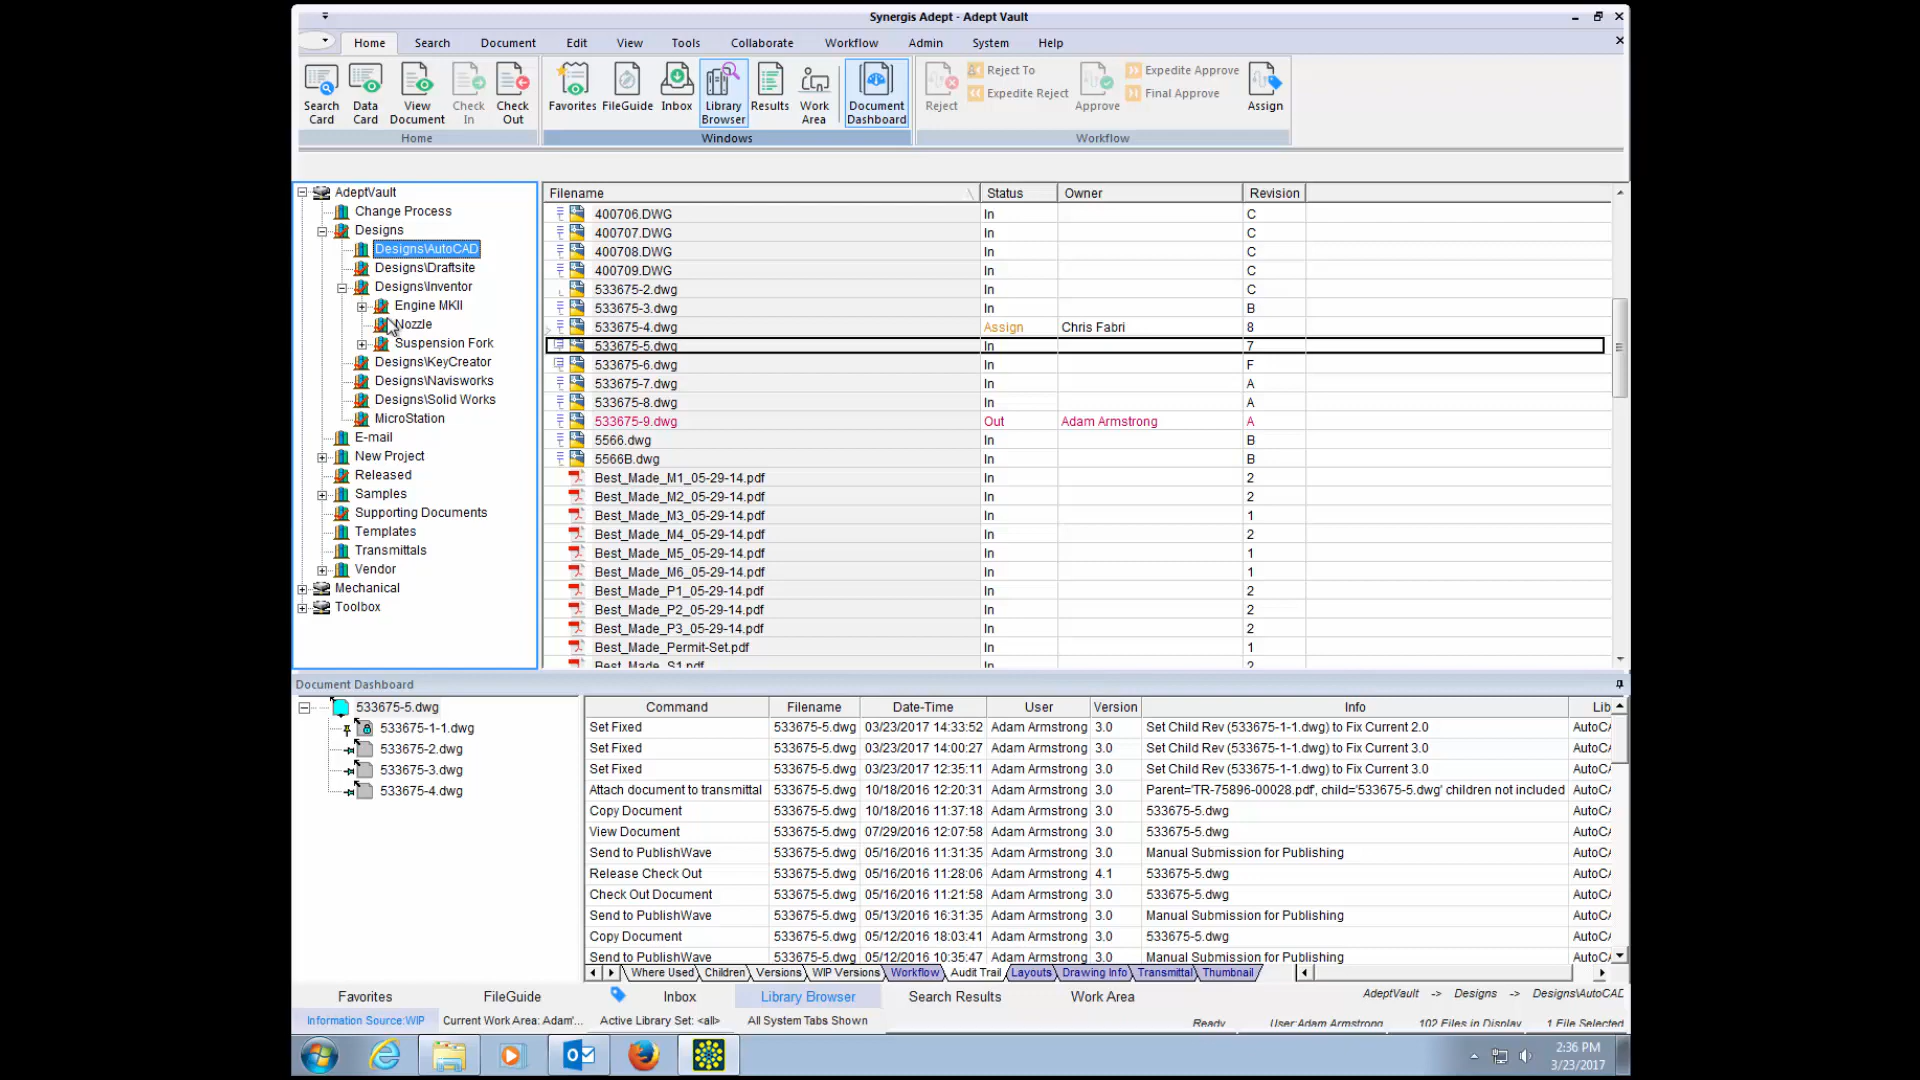 Synergis Adept - Adept Vault
Home Search Document Edit View Tools Collaborate Workflow Admin System Help
Search Card Data Card View Document Check In Check Out
Home
Favorites FileGuide Inbox Library Browser Results Work Area Document Dashboard
Windows
Reject Reject To Expedite Reject Approve Expedite Approve Final Approve Assign
Workflow
AdeptVault
Change Process
Designs
Designs\AutoCAD
Designs\Draftsite
Designs\Inventor
Engine MKII
Nozzle
Suspension Fork
Designs\KeyCreator
Designs\Navisworks
Designs\Solid Works
MicroStation
E-mail
New Project
Released
Samples
Supporting Documents
Templates
Transmittals
Vendor
Mechanical
Toolbox
Filename Status Owner Revision
400706.DWG In C
400707.DWG In C
400708.DWG In C
400709.DWG In C
533675-2.dwg In C
533675-3.dwg In B
533675-4.dwg Assign Chris Fabri 8
533675-5.dwg In 7
533675-6.dwg In F
533675-7.dwg In A
533675-8.dwg In A
533675-9.dwg Out Adam Armstrong A
5566.dwg In B
5566B.dwg In B
Best_Made_M1_05-29-14.pdf In 2
Best_Made_M2_05-29-14.pdf In 2
Best_Made_M3_05-29-14.pdf In 1
Best_Made_M4_05-29-14.pdf In 2
Best_Made_M5_05-29-14.pdf In 1
Best_Made_M6_05-29-14.pdf In 1
Best_Made_P1_05-29-14.pdf In 2
Best_Made_P2_05-29-14.pdf In 2
Best_Made_P3_05-29-14.pdf In 2
Best_Made_Permit-Set.pdf In 1
Best_Made_S1.pdf In 2
Document Dashboard
533675-5.dwg
533675-1-1.dwg
533675-2.dwg
533675-3.dwg
533675-4.dwg
Command Filename Date-Time User Version Info Lib
Set Fixed 533675-5.dwg 03/23/2017 14:33:52 Adam Armstrong 3.0 Set Child Rev (533675-1-1.dwg) to Fix Current 2.0 AutoCA
Set Fixed 533675-5.dwg 03/23/2017 14:00:27 Adam Armstrong 3.0 Set Child Rev (533675-1-1.dwg) to Fix Current 3.0 AutoCA
Set Fixed 533675-5.dwg 03/23/2017 12:35:11 Adam Armstrong 3.0 Set Child Rev (533675-1-1.dwg) to Fix Current 3.0 AutoCA
Attach document to transmittal 533675-5.dwg 10/18/2016 12:20:31 Adam Armstrong 3.0 Parent='TR-75896-00028.pdf', child='533675-5.dwg' children not included AutoCA
Copy Document 533675-5.dwg 10/18/2016 11:37:18 Adam Armstrong 3.0 533675-5.dwg AutoCA
View Document 533675-5.dwg 07/29/2016 12:07:58 Adam Armstrong 3.0 533675-5.dwg AutoCA
Send to PublishWave 533675-5.dwg 05/16/2016 11:31:35 Adam Armstrong 3.0 Manual Submission for Publishing AutoCA
Release Check Out 533675-5.dwg 05/16/2016 11:28:06 Adam Armstrong 4.1 533675-5.dwg AutoCA
Check Out Document 533675-5.dwg 05/16/2016 11:21:58 Adam Armstrong 3.0 533675-5.dwg AutoCA
Send to PublishWave 533675-5.dwg 05/13/2016 16:31:35 Adam Armstrong 3.0 Manual Submission for Publishing AutoCA
Copy Document 533675-5.dwg 05/12/2016 18:03:41 Adam Armstrong 3.0 533675-5.dwg AutoCA
Send to PublishWave 533675-5.dwg 05/12/2016 10:35:47 Adam Armstrong 3.0 Manual Submission for Publishing AutoCA
Where Used Children Versions WIP Versions Workflow Audit Trail Layouts Drawing Info Transmittal Thumbnail
Favorites FileGuide Inbox Library Browser Search Results Work Area AdeptVault -> Designs -> Designs\AutoCAD
Information Source:WIP Current Work Area: Adam'... Active Library Set: <all> All System Tabs Shown Ready User:Adam Armstrong 102 Files in Display 1 File Selected
2:36 PM
3/23/2017